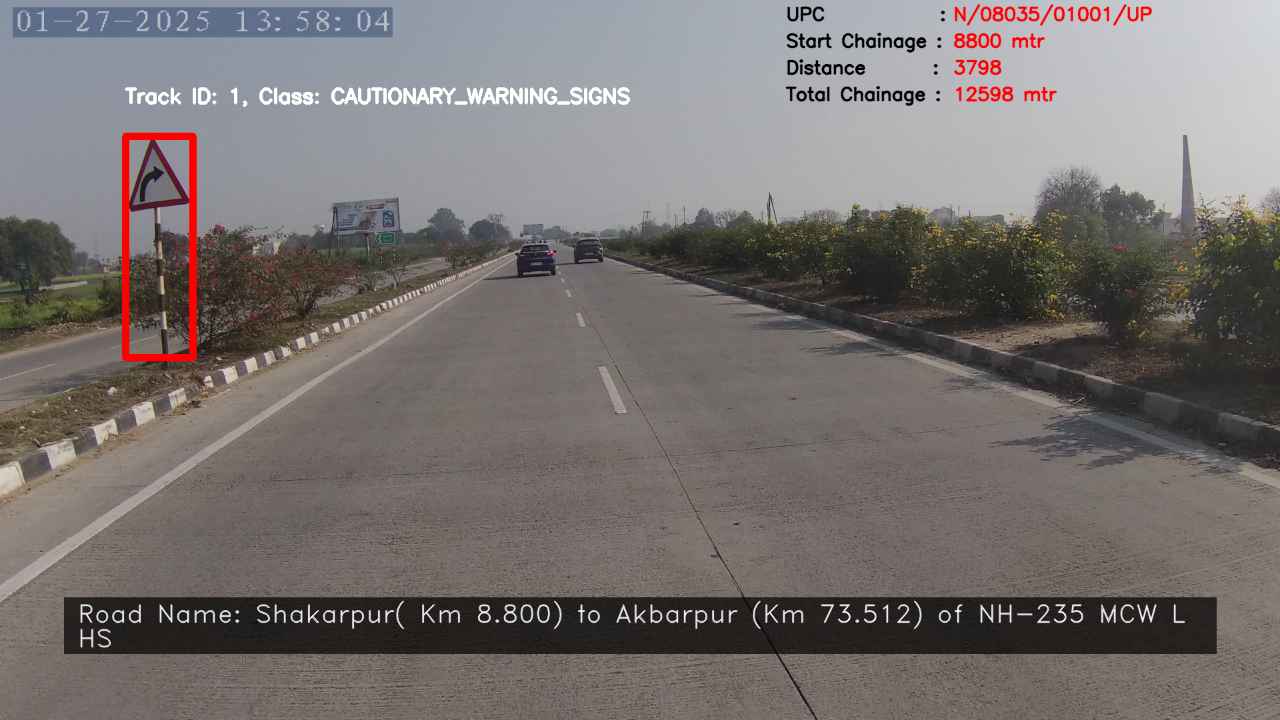 01-27-2025 13:58:04
UPC : N/08035/01001/UP
Start Chainage : 8800 mtr
Distance : 3798
Total Chainage : 12598 mtr
Track ID: 1, Class: CAUTIONARY_WARNING_SIGNS
Road Name: Shakarpur( Km 8.800) to Akbarpur (Km 73.512) of NH-235 MCW L
HS